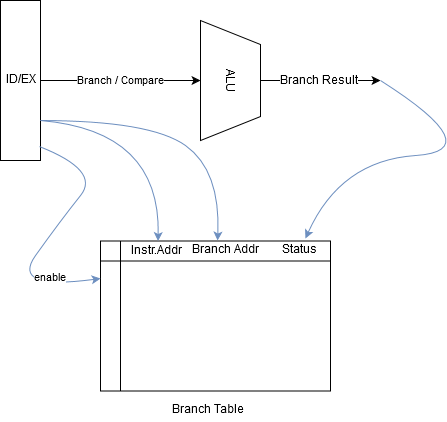 ID/EX
Branch / Compare
ALU
Branch Result
Instr.Addr
Branch Addr
Status
enable
Branch Table